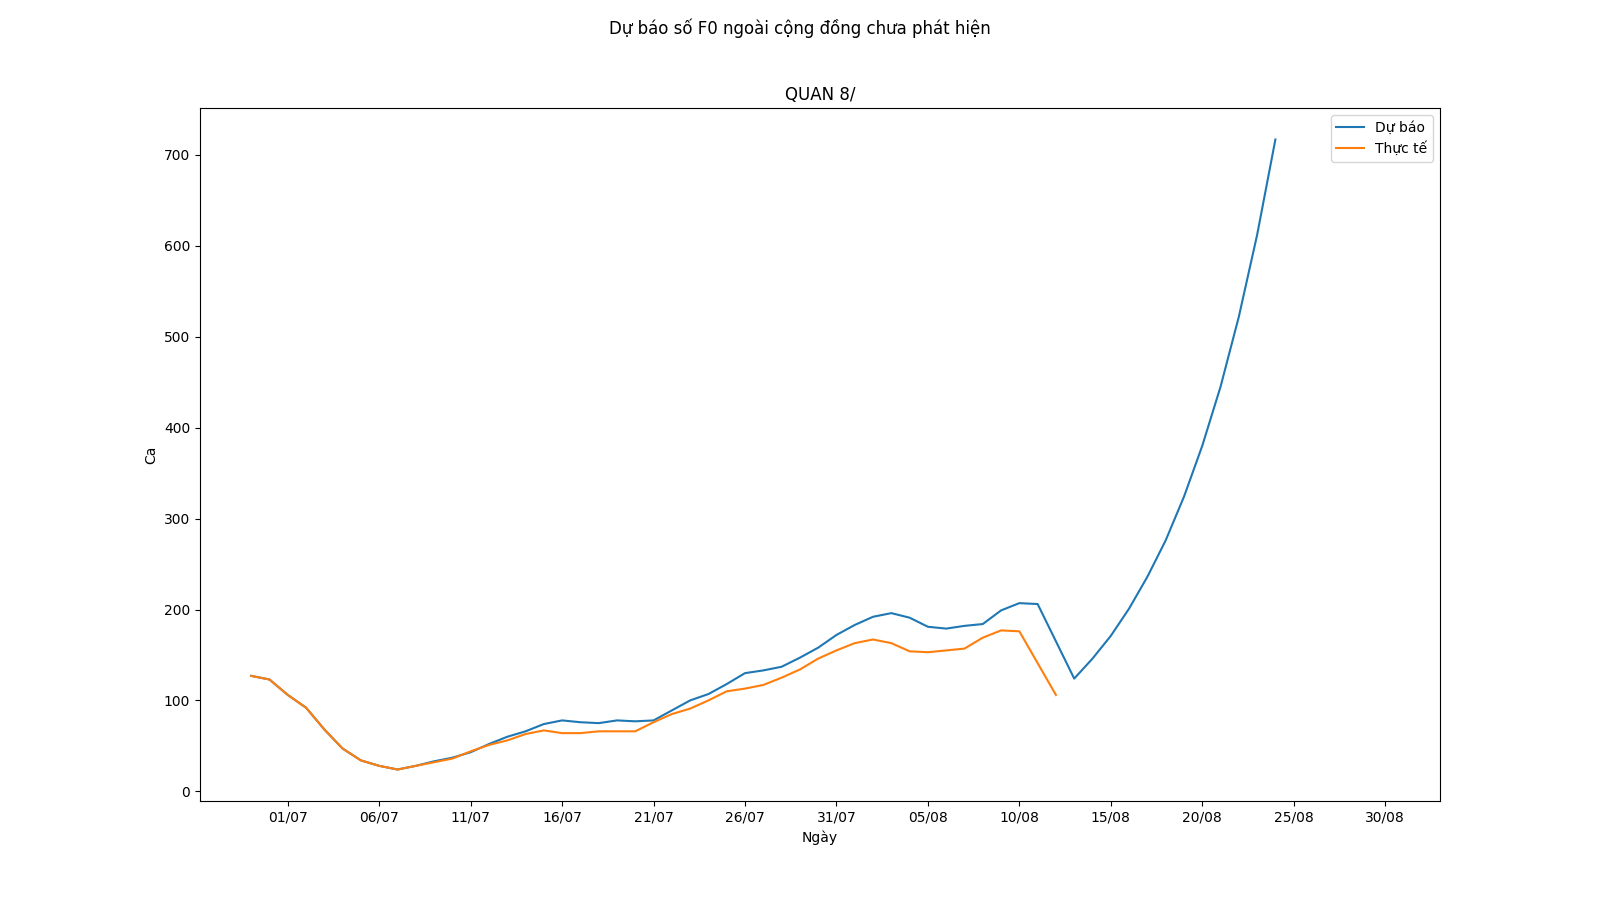 Dự báo số F0 ngoài cộng đồng chưa phát hiện
QUAN 8/
Dự báo
Thực tế
700
600
500
400
300
200
100
0
Ca
01/07 06/07 11/07 16/07 21/07 26/07 31/07 05/08 10/08 15/08 20/08 25/08 30/08
Ngày